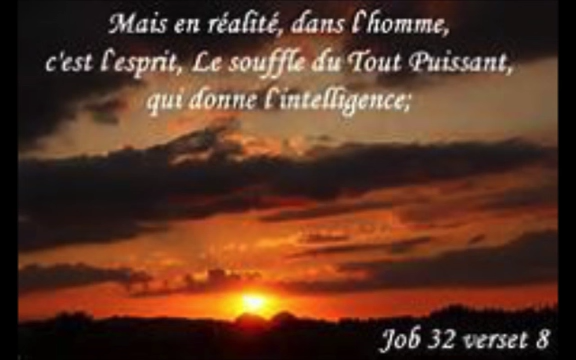 Mais en réalité, dans l'homme,
c'est l'esprit, Le souffle du Tout Puissant,
qui donne l'intelligence;
Job 32 verset 8